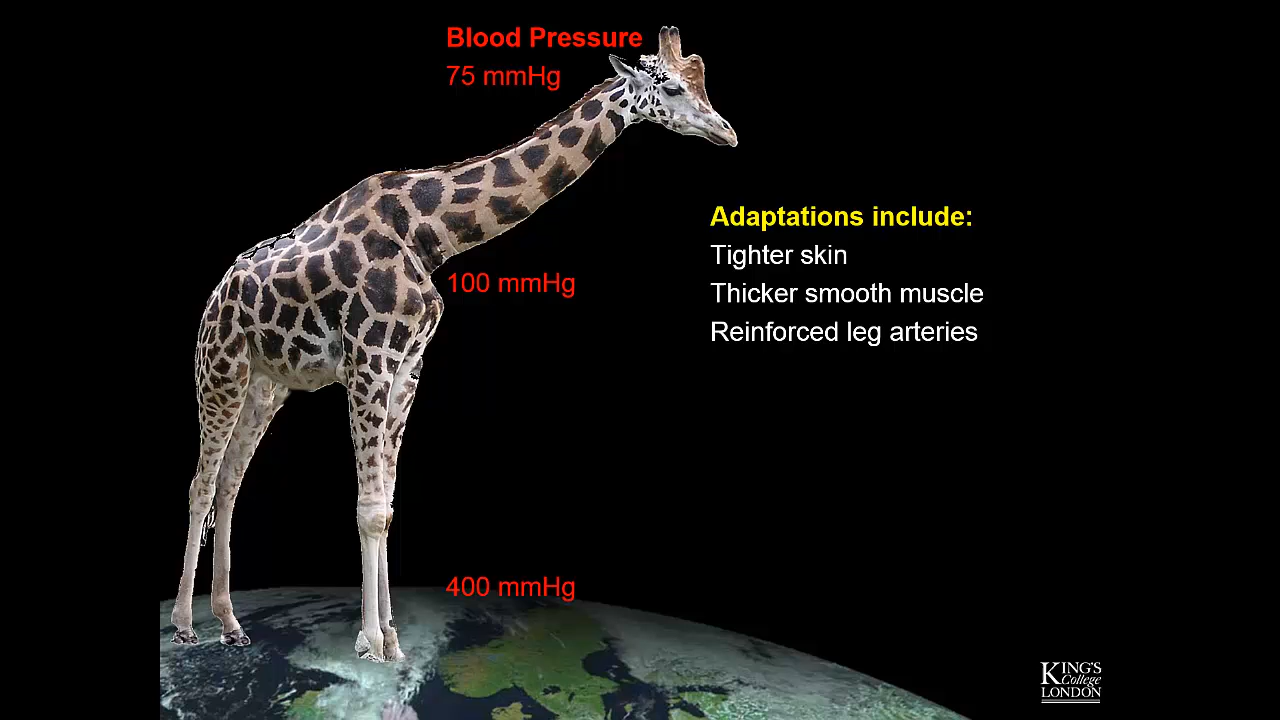 Blood Pressure
75 mmHg
Adaptations include:
Tighter skin
100 mmHg
Thicker smooth muscle
Reinforced leg arteries
400 mmHg
KING'S
College
LONDON